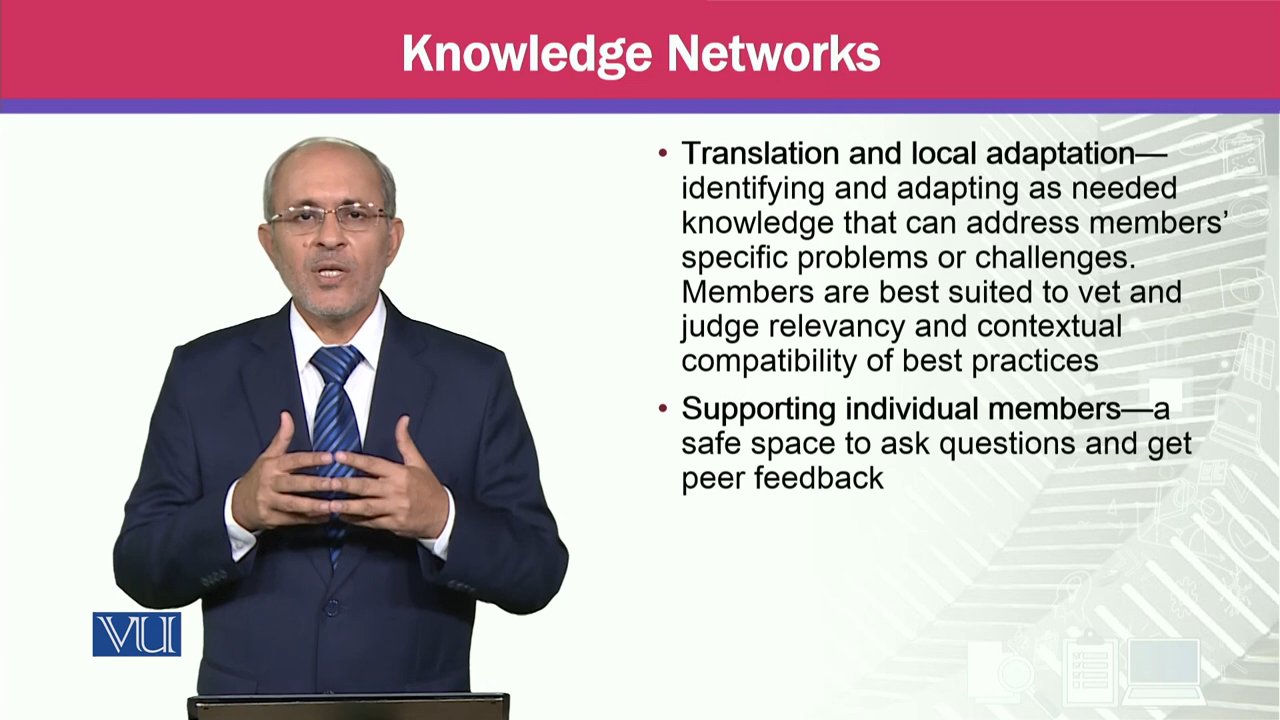 Knowledge Networks
• Translation and local adaptation—
identifying and adapting as needed
knowledge that can address members’
specific problems or challenges.
Members are best suited to vet and
judge relevancy and contextual
compatibility of best practices
• Supporting individual members—a
safe space to ask questions and get
peer feedback
VU